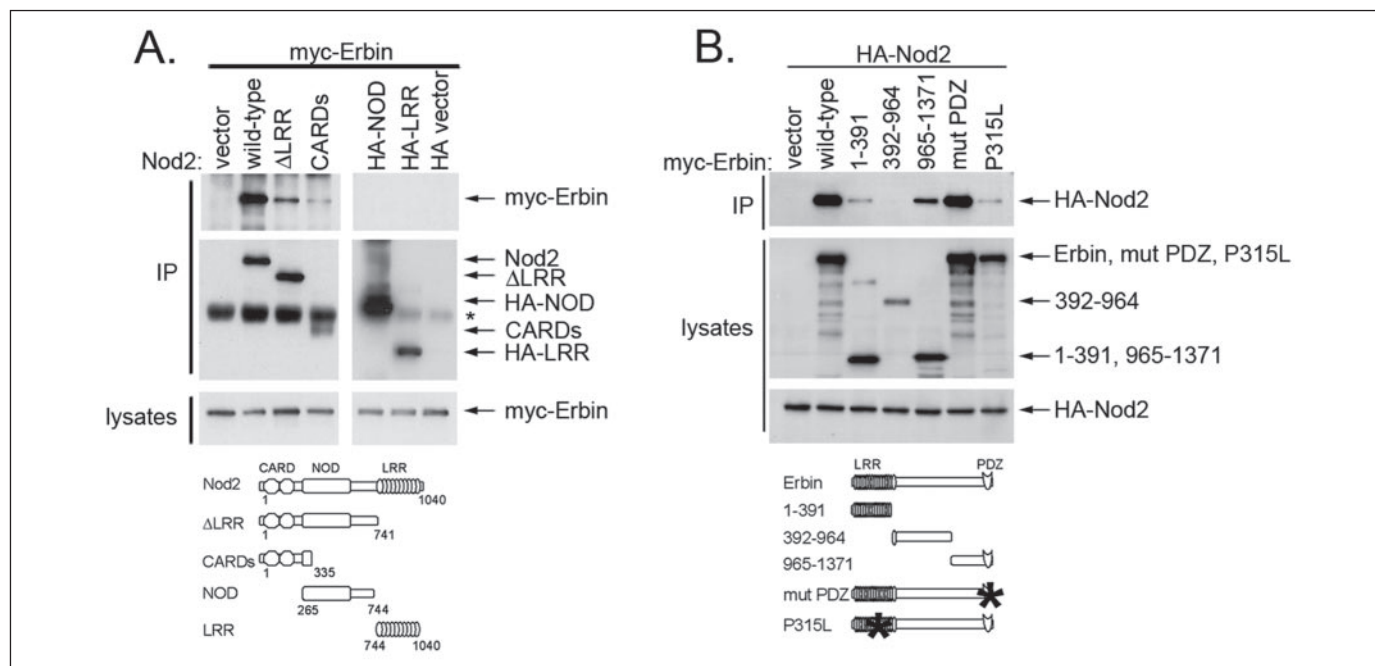 A.
myc-Erbin
Nod2:
vector
wild-type
ΔLRR
CARDs
HA-NOD
HA-LRR
HA vector
IP
myc-Erbin
IP
Nod2
ΔLRR
HA-NOD
*
CARDs
HA-LRR
lysates
myc-Erbin
CARD NOD LRR
Nod2
1 1040
ΔLRR
1 741
CARDs
1 335
NOD
265 744
LRR
744 1040
B.
HA-Nod2
myc-Erbin:
vector
wild-type
1-391
392-964
965-1371
mut PDZ
P315L
IP
HA-Nod2
lysates
Erbin, mut PDZ, P315L
392-964
1-391, 965-1371
HA-Nod2
LRR PDZ
Erbin
1-391
392-964
965-1371
mut PDZ *
P315L *